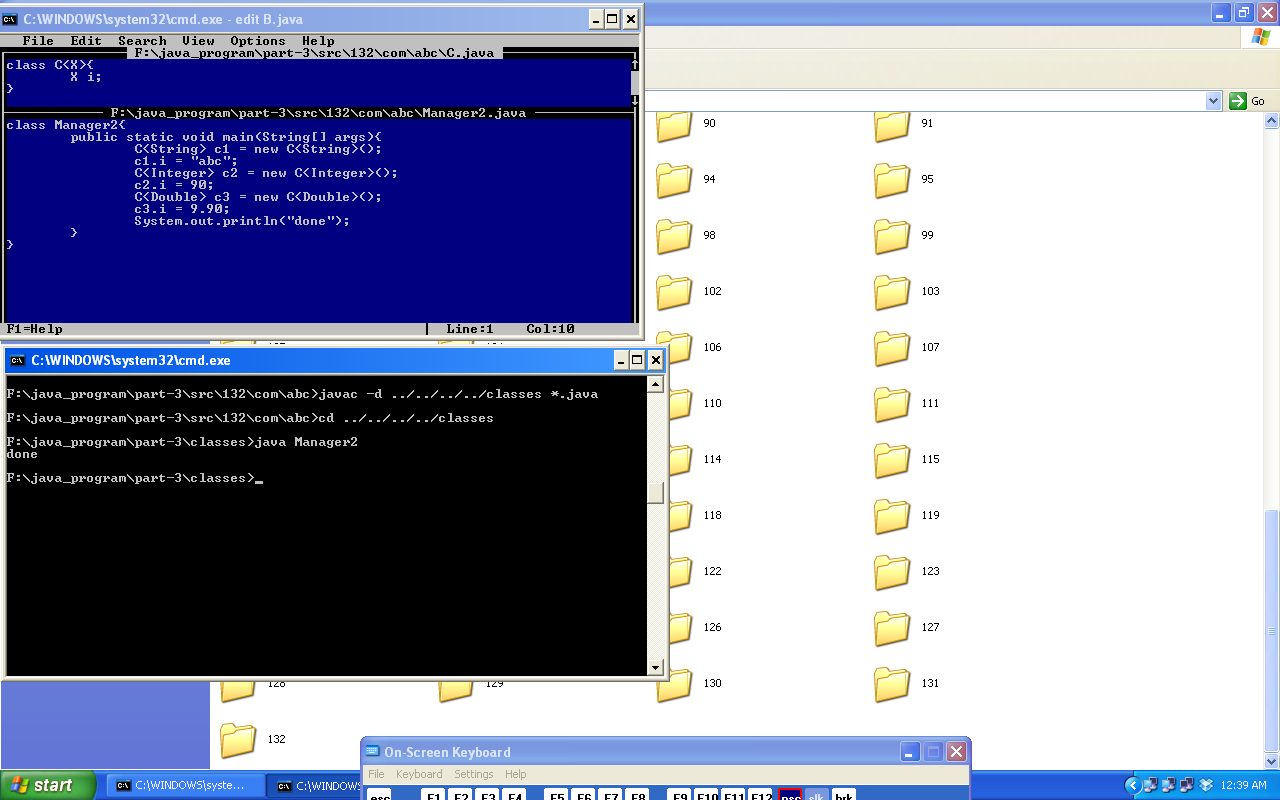 C:\WINDOWS\system32\cmd.exe - edit B.java
File Edit Search View Options Help
F:\java_program\part-3\src\132\com\abc\C.java
class C<X>{
X i;
}
F:\java_program\part-3\src\132\com\abc\Manager2.java
class Manager2{
public static void main(String[] args){
C<String> c1 = new C<String>();
c1.i = "abc";
C<Integer> c2 = new C<Integer>();
c2.i = 90;
C<Double> c3 = new C<Double>();
c3.i = 9.90;
System.out.println("done");
}
}
F1=Help Line:1 Col:10
Go
90 91
94 95
98 99
102 103
106 107
110 111
114 115
118 119
122 123
126 127
128 129 130 131
132
C:\WINDOWS\system32\cmd.exe
F:\java_program\part-3\src\132\com\abc>javac -d ../../../../classes *.java
F:\java_program\part-3\src\132\com\abc>cd ../../../../classes
F:\java_program\part-3\classes>java Manager2
done
F:\java_program\part-3\classes>_
On-Screen Keyboard
File Keyboard Settings Help
esc F1 F2 F3 F4 F5 F6 F7 F8 F9 F10 F11 F12 psc slk brk
start C:\WINDOWS\syste... C:\WINDOWS 12:39 AM